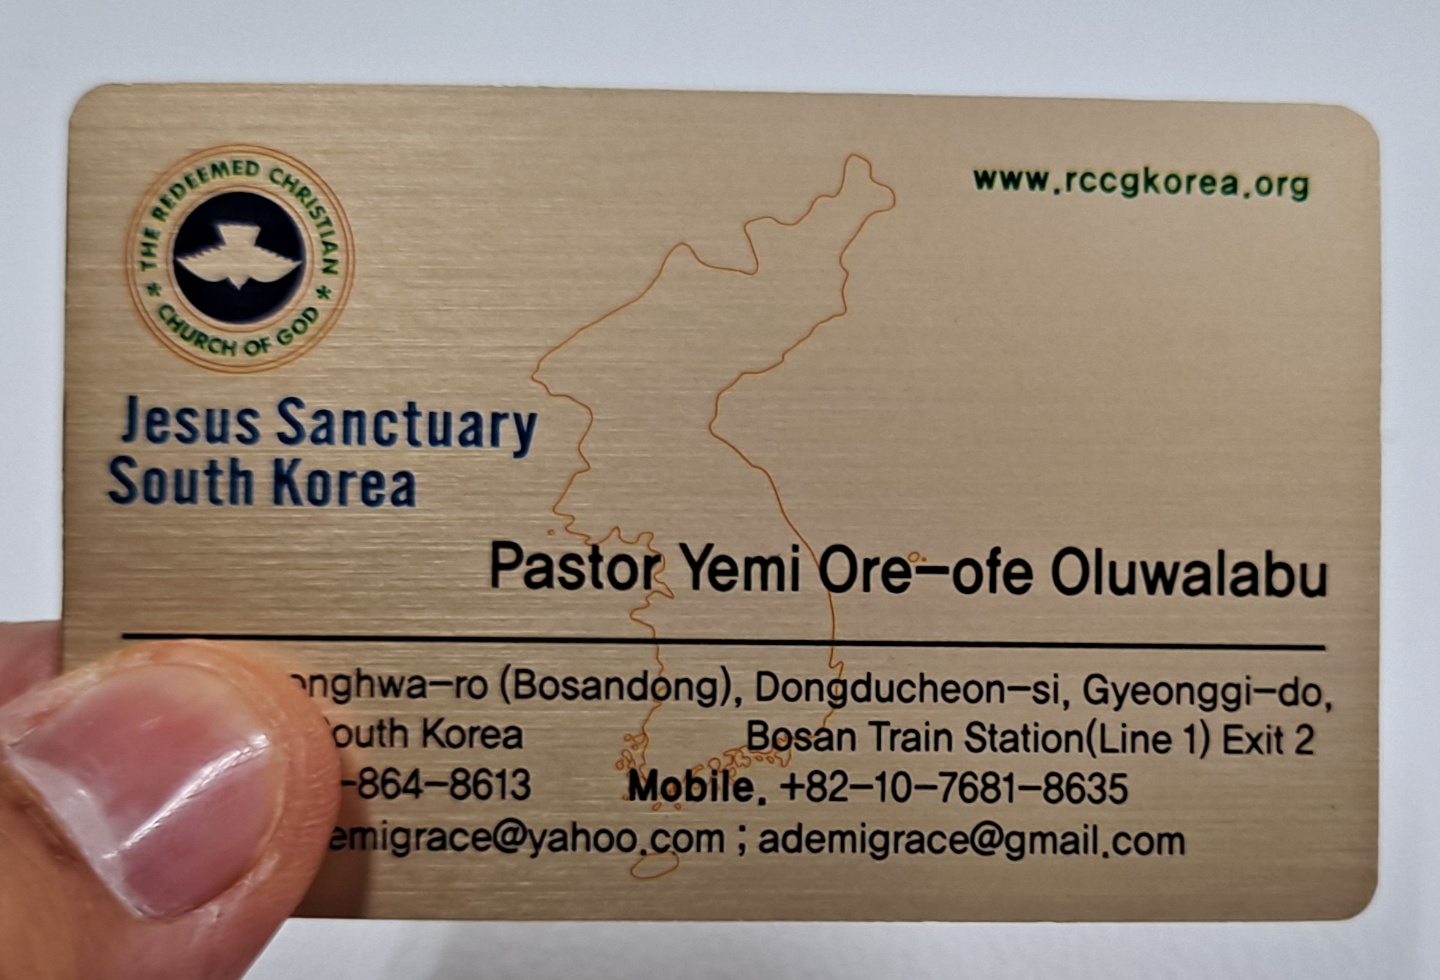 THE REDEEMED CHRISTIAN
* CHURCH OF GOD *
www.rccgkorea.org
Jesus Sanctuary
South Korea
Pastor Yemi Ore-ofe Oluwalabu
(Bosandong), Dongducheon-si, Gyeonggi-do,
Korea
Bosan Train Station(Line 1) Exit 2
-864-8613
Mobile. +82-10-7681-8635
; ademigrace@gmail.com